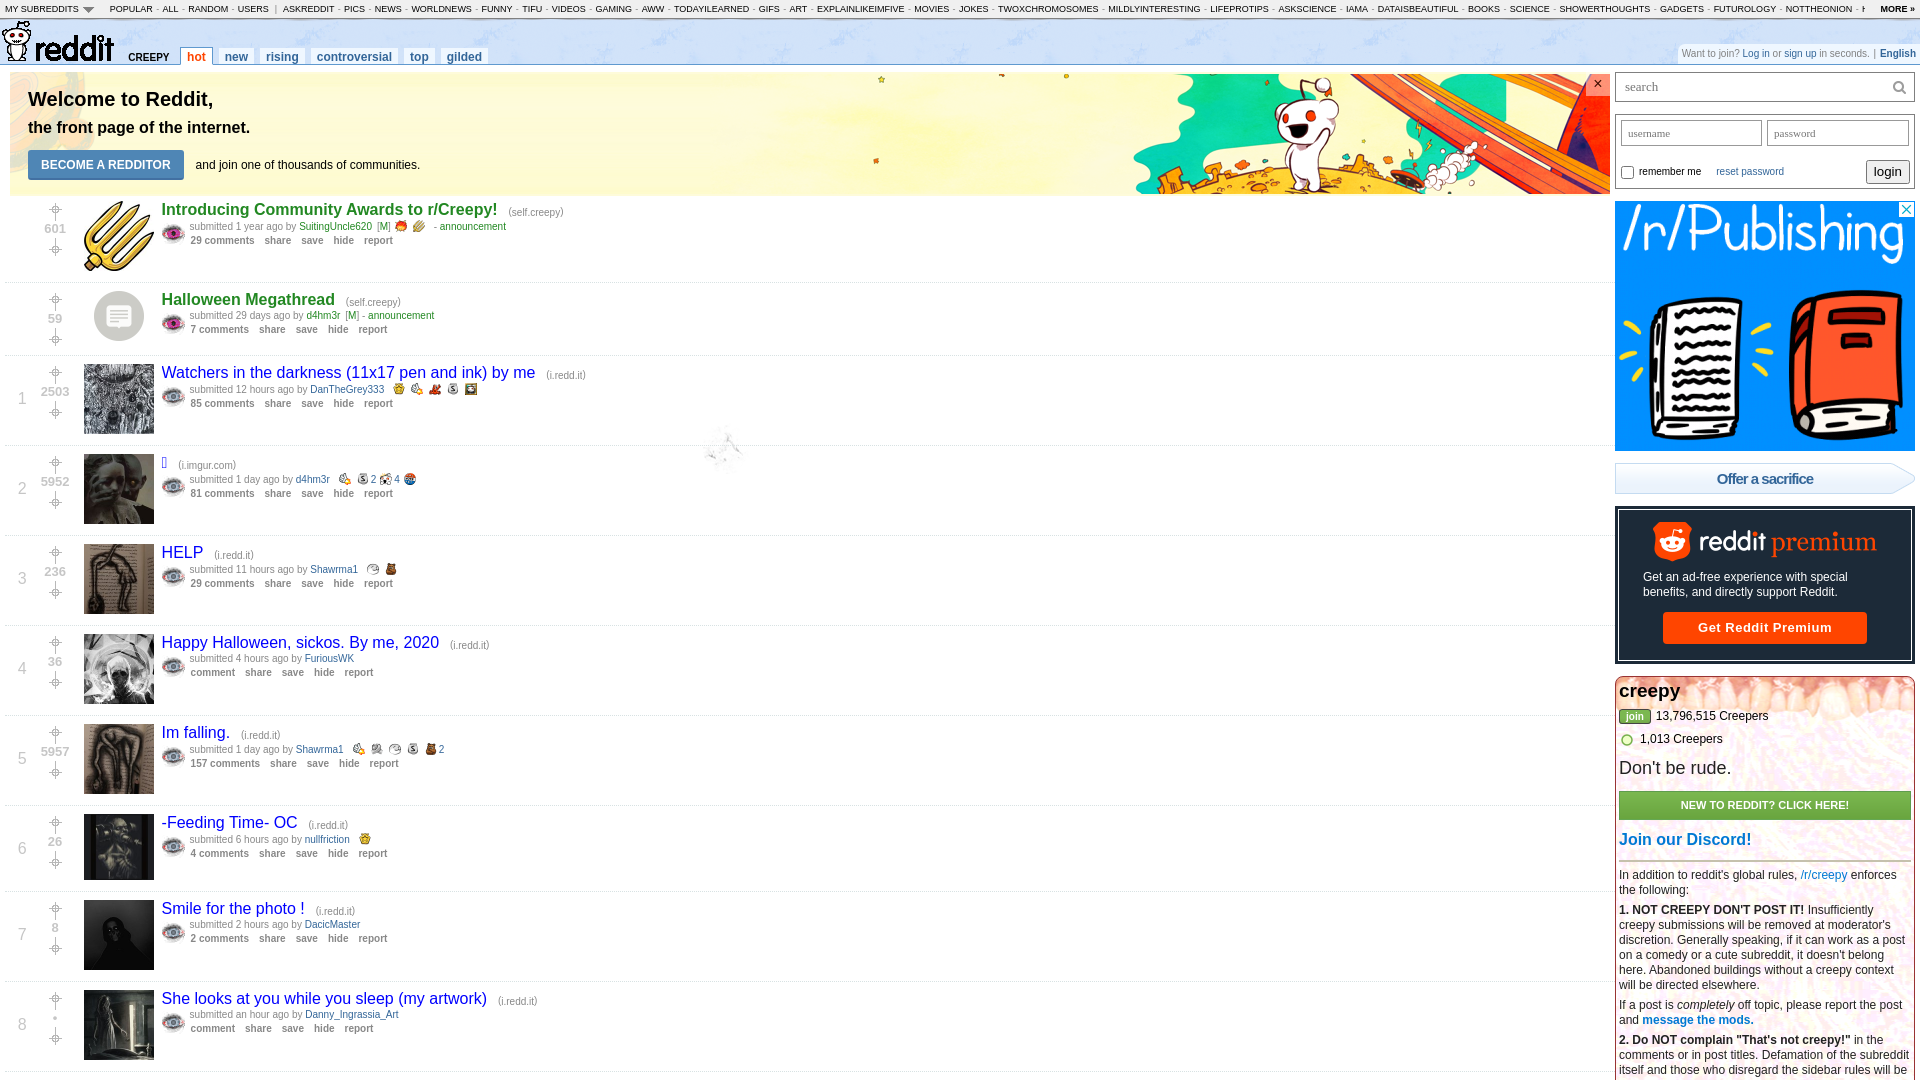 MY SUBREDDITS POPULAR - ALL - RANDOM - USERS | ASKREDDIT - PICS - NEWS - WORLDNEWS - FUNNY - TIFU - VIDEOS - GAMING - AWW - TODAYILEARNED - GIFS - ART - EXPLAINLIKEIMFIVE - MOVIES - JOKES - TWOXCHROMOSOMES - MILDLYINTERESTING - LIFEPROTIPS - ASKSCIENCE - IAMA - DATAISBEAUTIFUL - BOOKS - SCIENCE - SHOWERTHOUGHTS - GADGETS - FUTUROLOGY - NOTTHEONION - MORE »
reddit CREEPY hot new rising controversial top gilded
Want to join? Log in or sign up in seconds. | English
Welcome to Reddit,
the front page of the internet.
BECOME A REDDITOR and join one of thousands of communities.
×
601
Introducing Community Awards to r/Creepy! (self.creepy)
submitted 1 year ago by SuitingUncle620 [M] - announcement
29 comments share save hide report
59
Halloween Megathread (self.creepy)
submitted 29 days ago by d4hm3r [M] - announcement
7 comments share save hide report
1 2503
Watchers in the darkness (11x17 pen and ink) by me (i.redd.it)
submitted 12 hours ago by DanTheGrey333
85 comments share save hide report
2 5952
(i.imgur.com)
submitted 1 day ago by d4hm3r 2 4
81 comments share save hide report
3 236
HELP (i.redd.it)
submitted 11 hours ago by Shawrma1
29 comments share save hide report
4 36
Happy Halloween, sickos. By me, 2020 (i.redd.it)
submitted 4 hours ago by FuriousWK
comment share save hide report
5 5957
Im falling. (i.redd.it)
submitted 1 day ago by Shawrma1 2
157 comments share save hide report
6 26
-Feeding Time- OC (i.redd.it)
submitted 6 hours ago by nullfriction
4 comments share save hide report
7 8
Smile for the photo ! (i.redd.it)
submitted 2 hours ago by DacicMaster
2 comments share save hide report
8 •
She looks at you while you sleep (my artwork) (i.redd.it)
submitted an hour ago by Danny_Ingrassia_Art
comment share save hide report
search
username password
remember me reset password login
/r/Publishing
Offer a sacrifice
reddit premium
Get an ad-free experience with special
benefits, and directly support Reddit.
Get Reddit Premium
creepy
join 13,796,515 Creepers
1,013 Creepers
Don't be rude.
NEW TO REDDIT? CLICK HERE!
Join our Discord!
In addition to reddit's global rules, /r/creepy enforces
the following:
1. NOT CREEPY DON'T POST IT! Insufficiently
creepy submissions will be removed at moderator's
discretion. Generally speaking, if it can work as a post
on a comedy or a cute subreddit, it doesn't belong
here. Abandoned buildings without a creepy context
will be directed elsewhere.
If a post is completely off topic, please report the post
and message the mods.
2. Do NOT complain "That's not creepy!" in the
comments or in post titles. Defamation of the subreddit
itself and those who disregard the sidebar rules will be